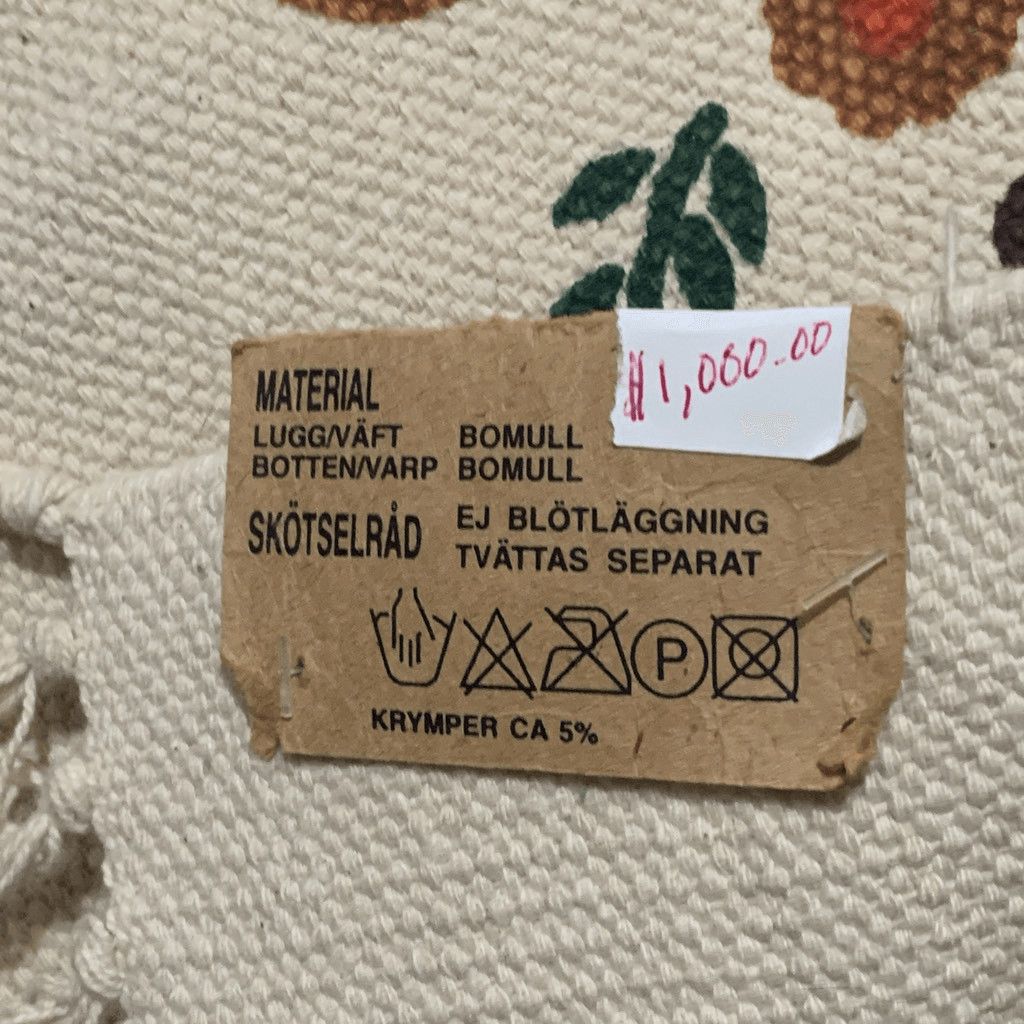 MATERIAL
₶1,000.00
LUGG/VÄFT BOMULL
BOTTEN/VARP BOMULL
SKÖTSELRÅD EJ BLÖTLÄGGNING
TVÄTTAS SEPARAT
P
KRYMPER CA 5%